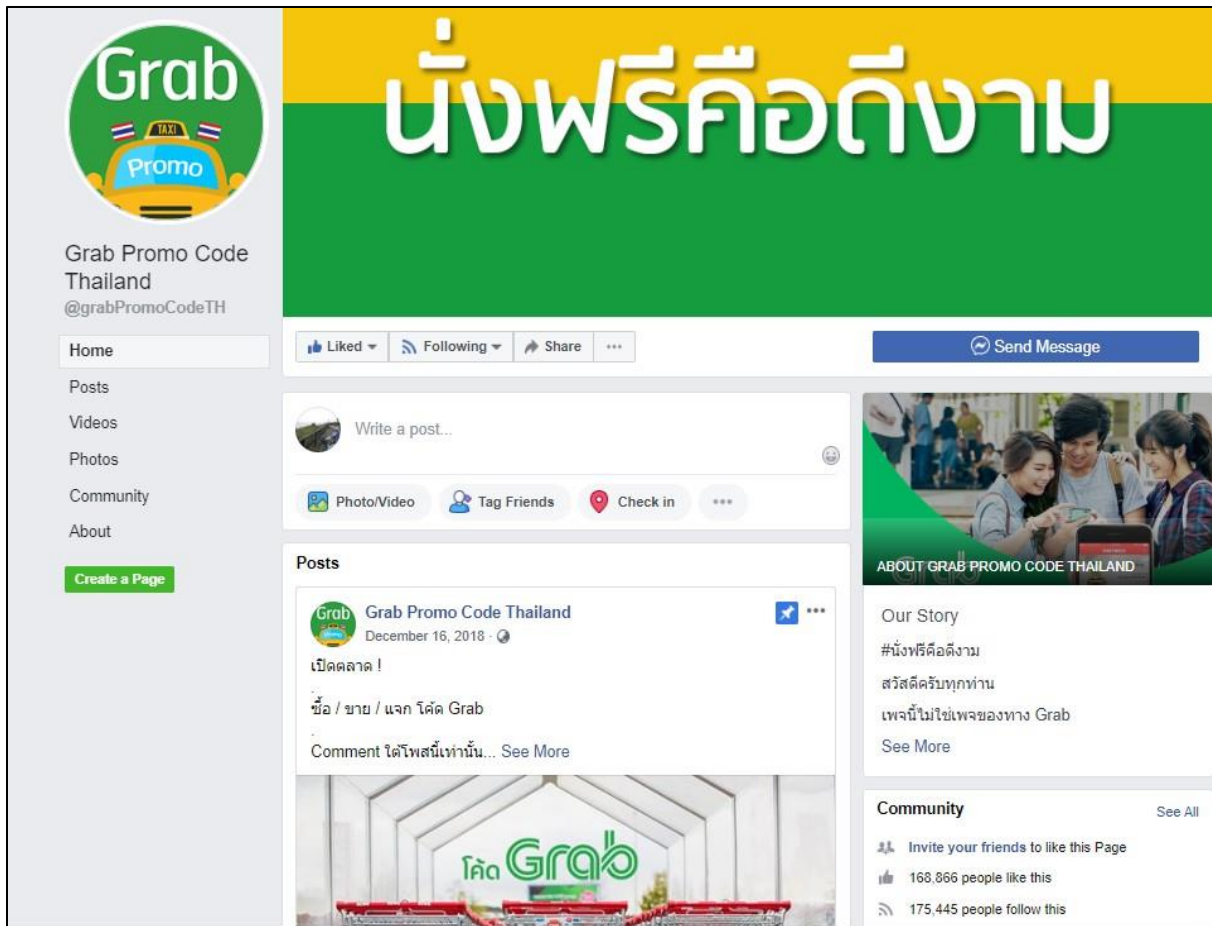 Grab
TAXI
Promo
นั่งฟรีคือดีงาม
Grab Promo Code
Thailand
@grabPromoCodeTH
Home
Posts
Videos
Photos
Community
About
Create a Page
Liked
Following
Share
Send Message
Write a post...
Photo/Video
Tag Friends
Check in
Posts
Grab
Grab Promo Code Thailand
December 16, 2018
เปิดตลาด !
.
ซื้อ / ขาย / แจก โค้ด Grab
.
Comment ใต้โพสนี้เท่านั้น... See More
โค้ด Grab
Grab
ABOUT GRAB PROMO CODE THAILAND
Our Story
#นั่งฟรีคือดีงาม
สวัสดีครับทุกท่าน
เพจนี้ไม่ใช่เพจของทาง Grab
See More
Community
See All
Invite your friends to like this Page
168,866 people like this
175,445 people follow this